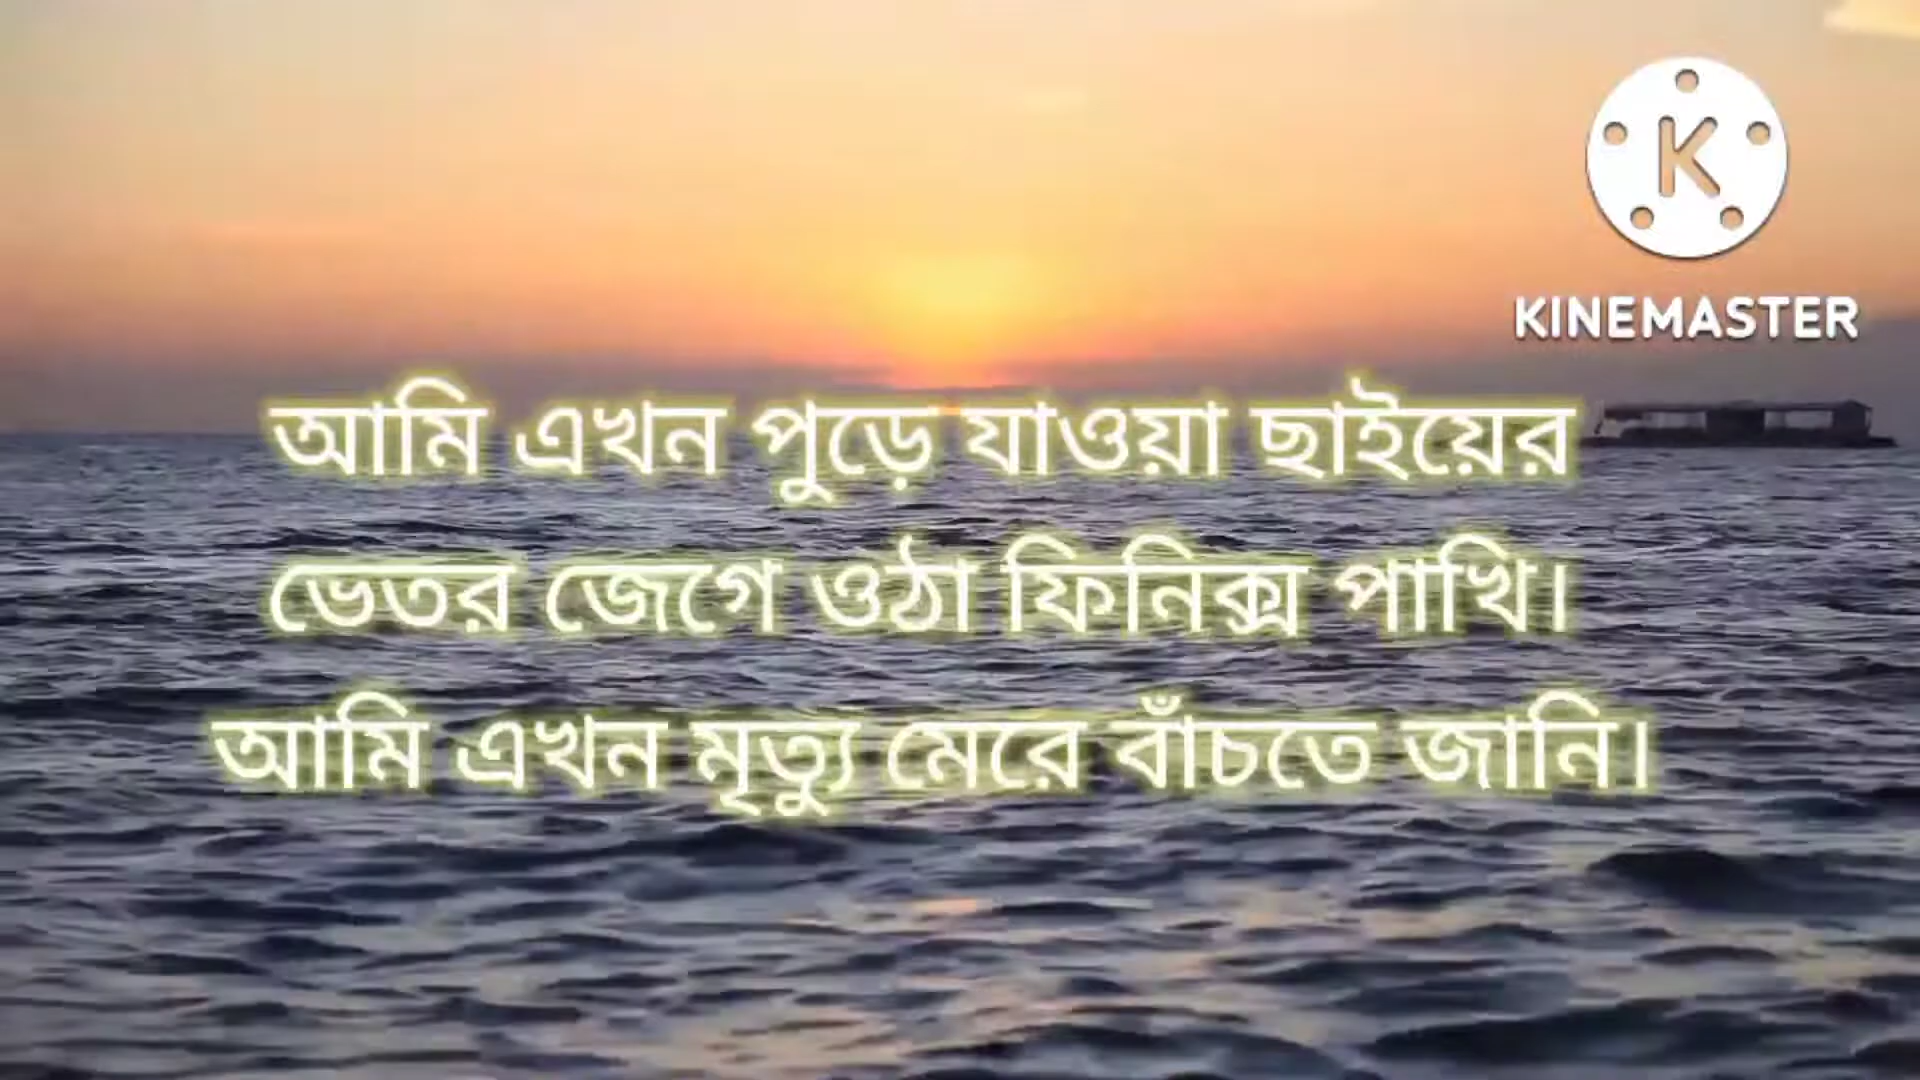 KINEMASTER
আমি এখন পুড়ে যাওয়া ছাইয়ের
ভেতর জেগে ওঠা ফিনিক্স পাখি।
আমি এখন মৃত্যু মেরে বাঁচতে জানি।